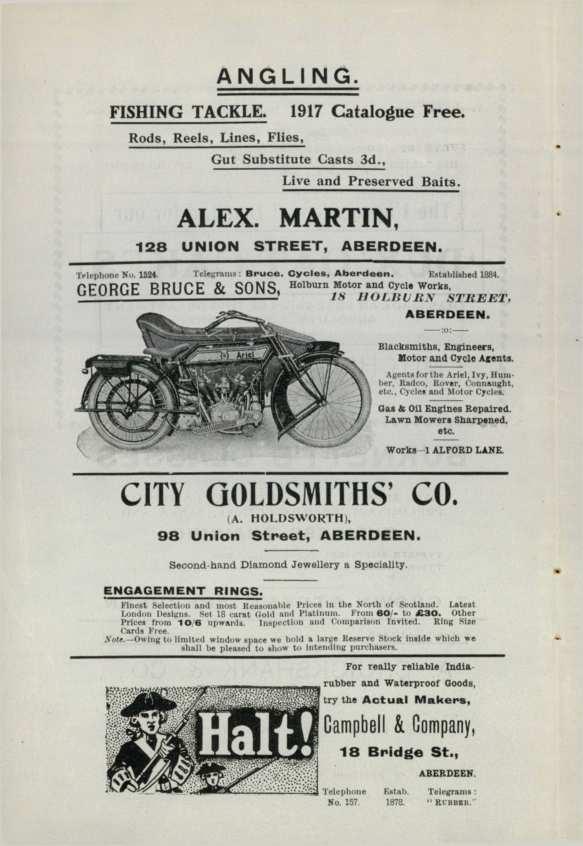 ANGLING.
FISHING TACKLE. 1917 Catalogue Free.
Rods, Reels, Lines, Flies,
Gut Substitute Casts 3d.,
Live and Preserved Baits.
ALEX. MARTIN,
128 UNION STREET, ABERDEEN.
Telephone No. 1524. Telegrams: Bruce, Cycles, Aberdeen. Established 1884.
GEORGE BRUCE & SONS, Holburn Motor and Cycle Works,
18 HOLBURN STREET,
ABERDEEN.
—:o:—
Blacksmiths, Engineers,
Motor and Cycle Agents.
Agents for the Ariel, Ivy, Hum-
ber, Radco, Rover, Connaught,
etc., Cycles and Motor Cycles.
Gas & Oil Engines Repaired.
Lawn Mowers Sharpened,
etc.
Works—1 ALFORD LANE.
Ariel
CITY GOLDSMITHS' CO.
(A. HOLDSWORTH),
98 Union Street, ABERDEEN.
Second-hand Diamond Jewellery a Speciality.
ENGAGEMENT RINGS.
Finest Selection and most Reasonable Prices in the North of Scotland. Latest
London Designs. Set 18 carat Gold and Platinum. From 60/- to £30. Other
Prices from 10/6 upwards. Inspection and Comparison Invited. Ring Size
Cards Free.
Note.—Owing to limited window space we hold a large Reserve Stock inside which we
shall be pleased to show to intending purchasers.
Halt!
For really reliable India-
rubber and Waterproof Goods,
try the Actual Makers,
Campbell & Company,
18 Bridge St.,
ABERDEEN.
Telephone Estab. Telegrams:
No. 157. 1878. "RUBBER."